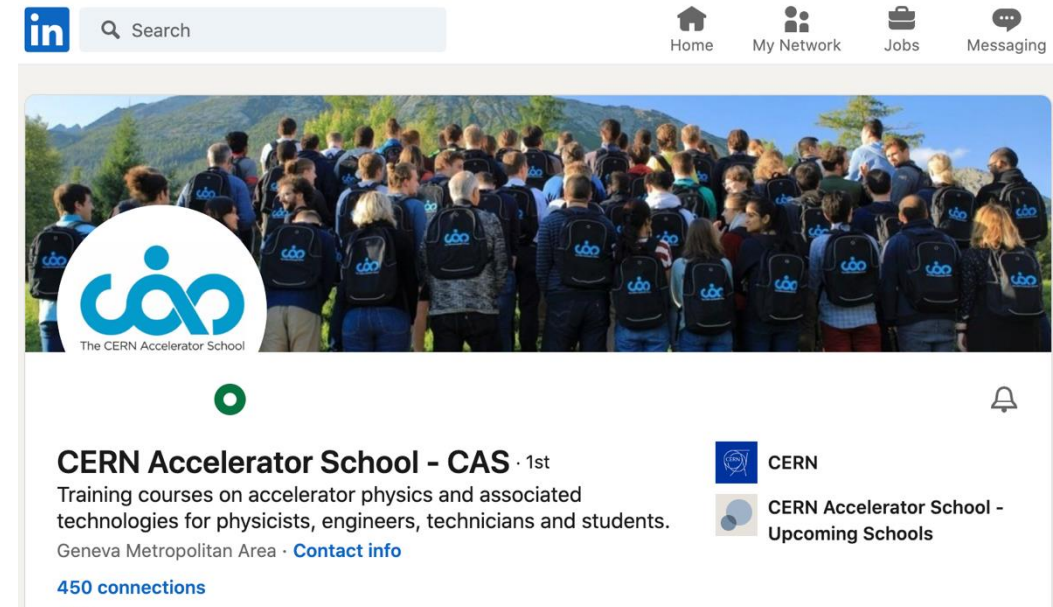 in Search
Home My Network Jobs Messaging
The CERN Accelerator School
CERN Accelerator School - CAS · 1st
Training courses on accelerator physics and associated
technologies for physicists, engineers, technicians and students.
Geneva Metropolitan Area · Contact info
450 connections
CERN
CERN
CERN Accelerator School -
Upcoming Schools